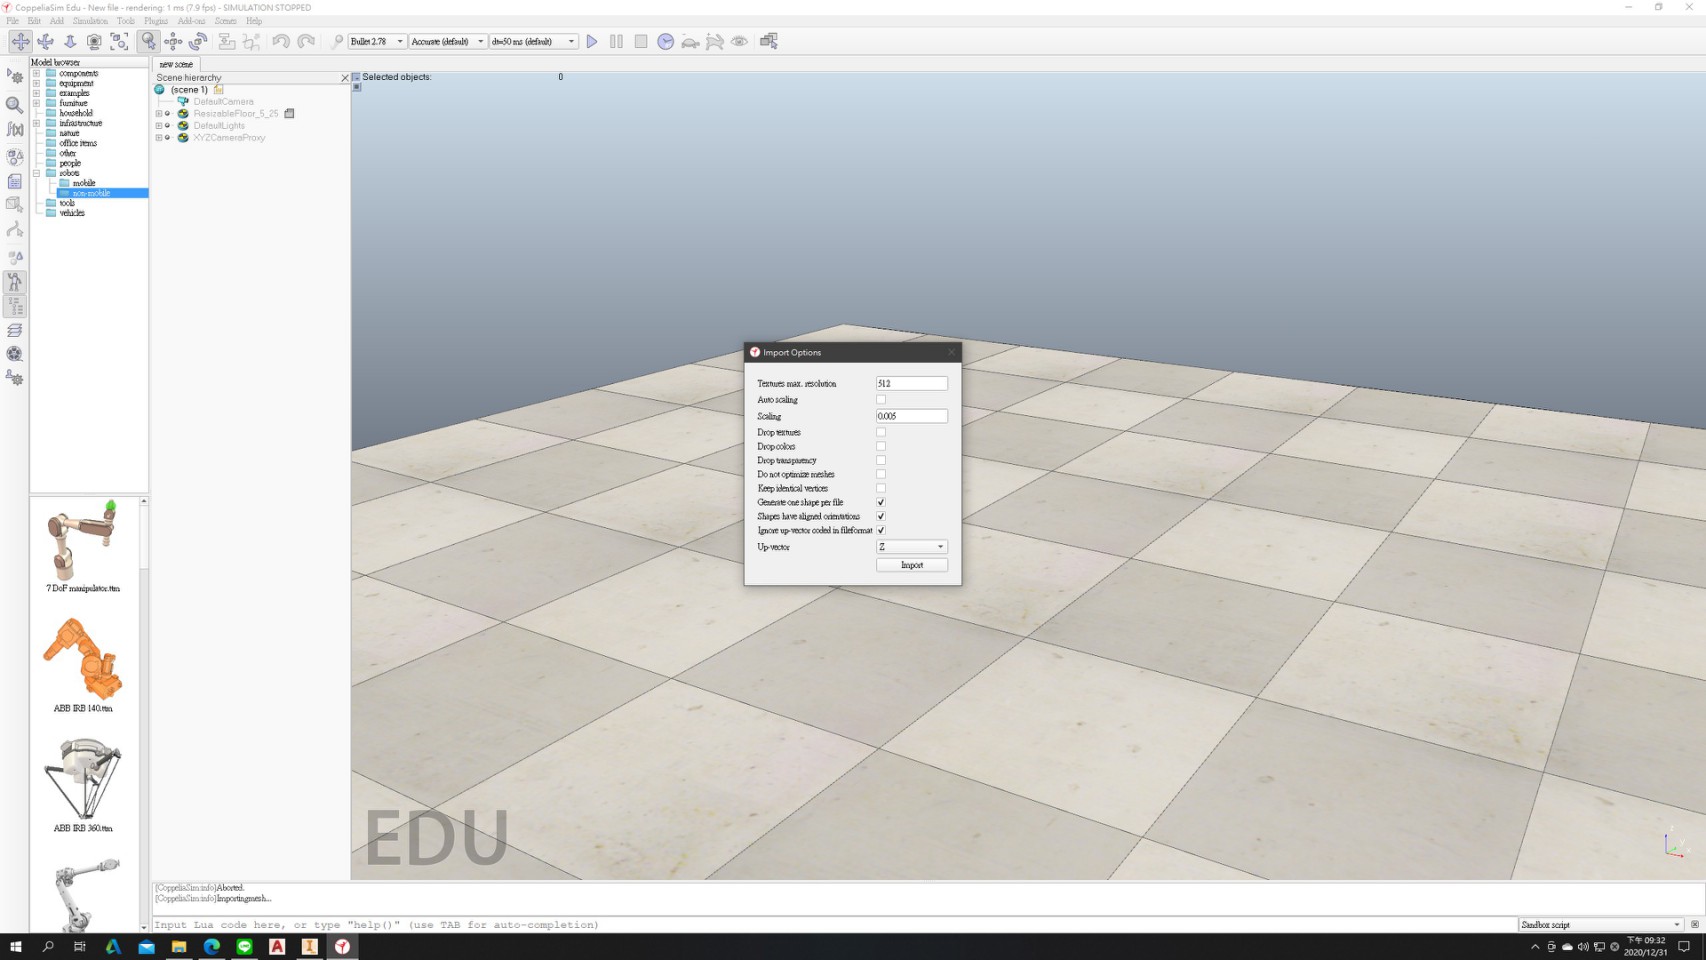 CoppeliaSim Edu - New file - rendering: 1 ms (7.9 fps) - SIMULATION STOPPED
File Edit Add Simulation Tools Plugins Add-ons Scenes Help
Bullet 2.78 Accurate (default) dt=50 ms (default)
Model browser
components
equipment
examples
furniture
household
infrastructure
nature
office items
other
people
robots
mobile
non-mobile
tools
vehicles
7 DoF manipulator.ttm
ABB IRB 140.ttm
ABB IRB 360.ttm
new scene
Scene hierarchy
(scene 1)
DefaultCamera
ResizableFloor_5_25
DefaultLights
XYZCameraProxy
Selected objects: 0
Import Options
Textures max. resolution 512
Auto scaling
Scaling 0.005
Drop textures
Drop colors
Drop transparency
Do not optimize meshes
Keep identical vertices
Generate one shape per file
Shapes have aligned orientations
Ignore up-vector coded in fileformat
Up-vector Z
Import
EDU
[CoppeliaSim:info] Aborted.
[CoppeliaSim:info] Importing mesh...
Input Lua code here, or type "help()" (use TAB for auto-completion)
Sandbox script
下午 09:32
2020/12/31